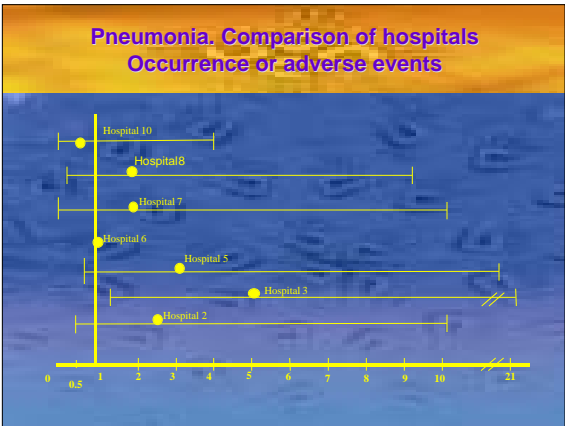 Pneumonia. Comparison of hospitals
Occurrence or adverse events
Hospital 10
Hospital8
Hospital 7
Hospital 6
Hospital 5
Hospital 3
Hospital 2
0 0.5 1 2 3 4 5 6 7 8 9 10 21